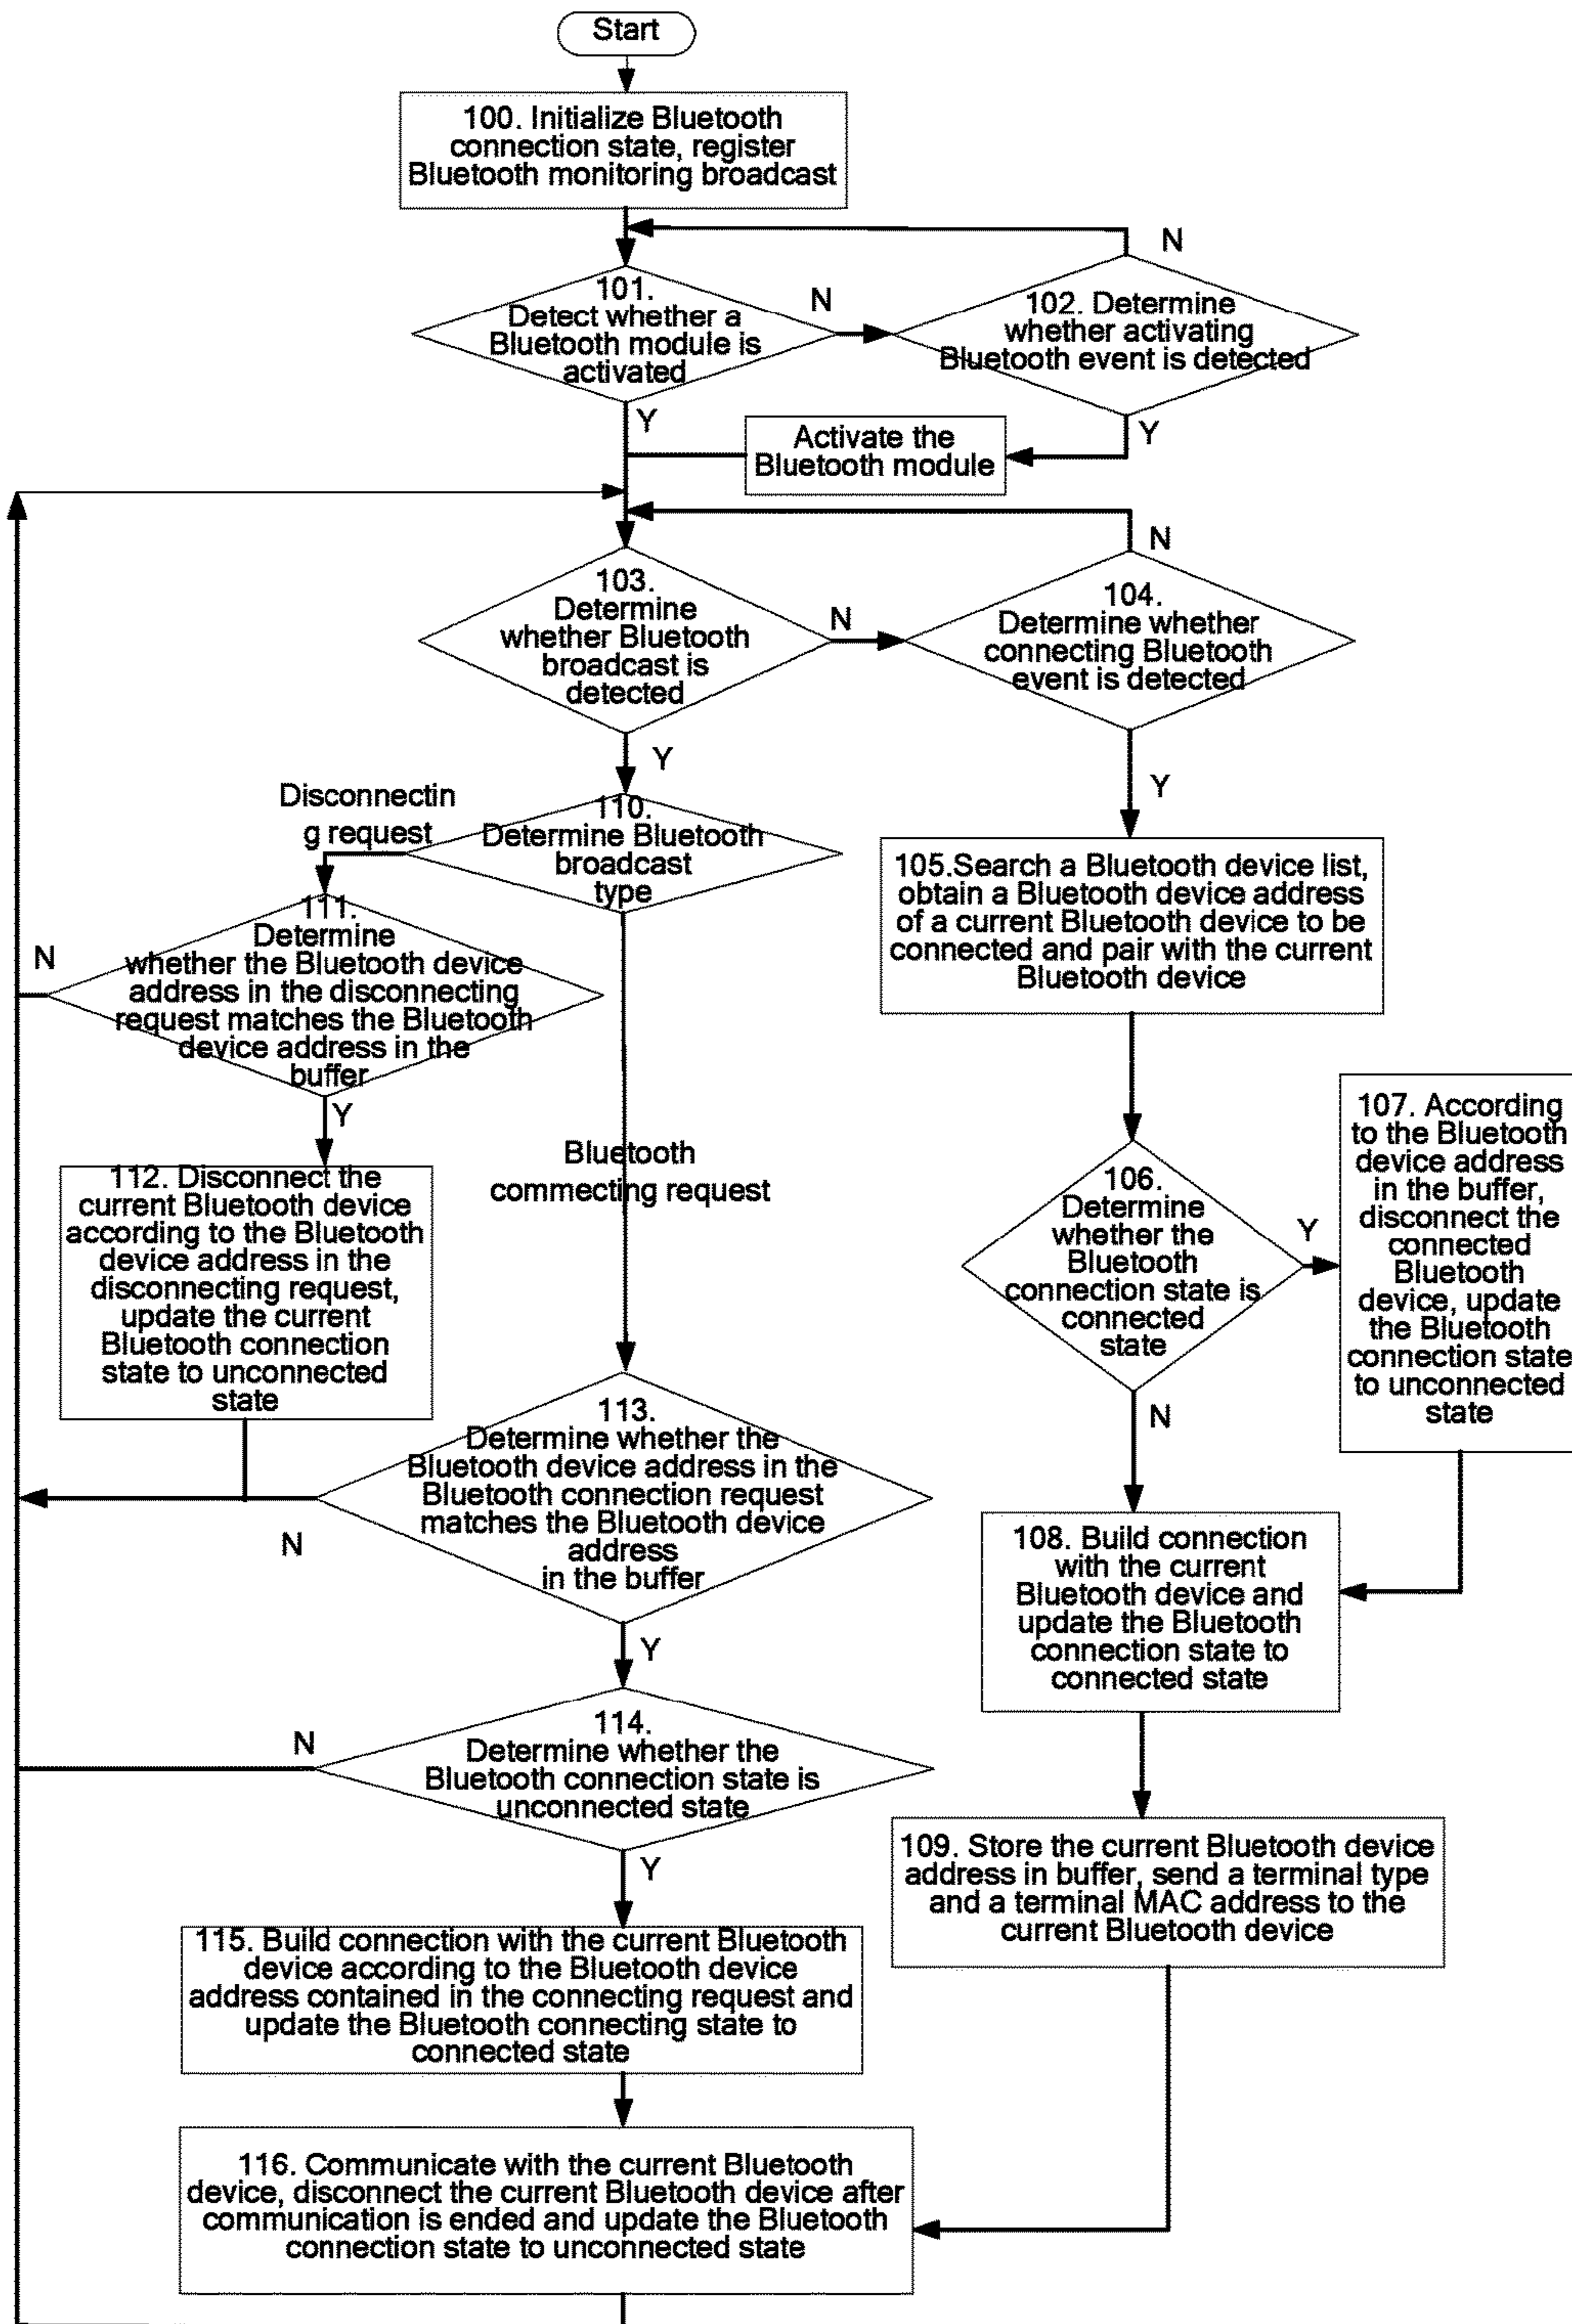 Start
100. Initialize Bluetooth
connection state, register
Bluetooth monitoring broadcast
N
101.
Detect whether a
Bluetooth module is
activated
N
102. Determine
whether activating
Bluetooth event is detected
Y
Activate the
Bluetooth module
Y
N
103.
Determine
whether Bluetooth
broadcast is
detected
N
104.
Determine whether
connecting Bluetooth
event is detected
Y
Y
Disconnectin
g request
110.
Determine Bluetooth
broadcast
type
105.Search a Bluetooth device list,
obtain a Bluetooth device address
of a current Bluetooth device to be
connected and pair with the current
Bluetooth device
N
111.
Determine
whether the Bluetooth device
address in the disconnecting
request matches the Bluetooth
device address in the
buffer
Y
Bluetooth
commecting request
112. Disconnect the
current Bluetooth device
according to the Bluetooth
device address in the
disconnecting request,
update the current
Bluetooth connection
state to unconnected
state
106.
Determine
whether the
Bluetooth
connection state is
connected
state
Y
107. According
to the Bluetooth
device address
in the buffer,
disconnect the
connected
Bluetooth
device, update
the Bluetooth
connection state
to unconnected
state
N
113.
Determine whether the
Bluetooth device address in the
Bluetooth connection request
matches the Bluetooth device
address
in the buffer
N
Y
108. Build connection
with the current
Bluetooth device and
update the Bluetooth
connection state to
connected state
N
114.
Determine whether the
Bluetooth connection state is
unconnected state
Y
109. Store the current Bluetooth device
address in buffer, send a terminal type
and a terminal MAC address to the
current Bluetooth device
115. Build connection with the current Bluetooth
device according to the Bluetooth device
address contained in the connecting request and
update the Bluetooth connecting state to
connected state
116. Communicate with the current Bluetooth
device, disconnect the current Bluetooth device after
communication is ended and update the Bluetooth
connection state to unconnected state